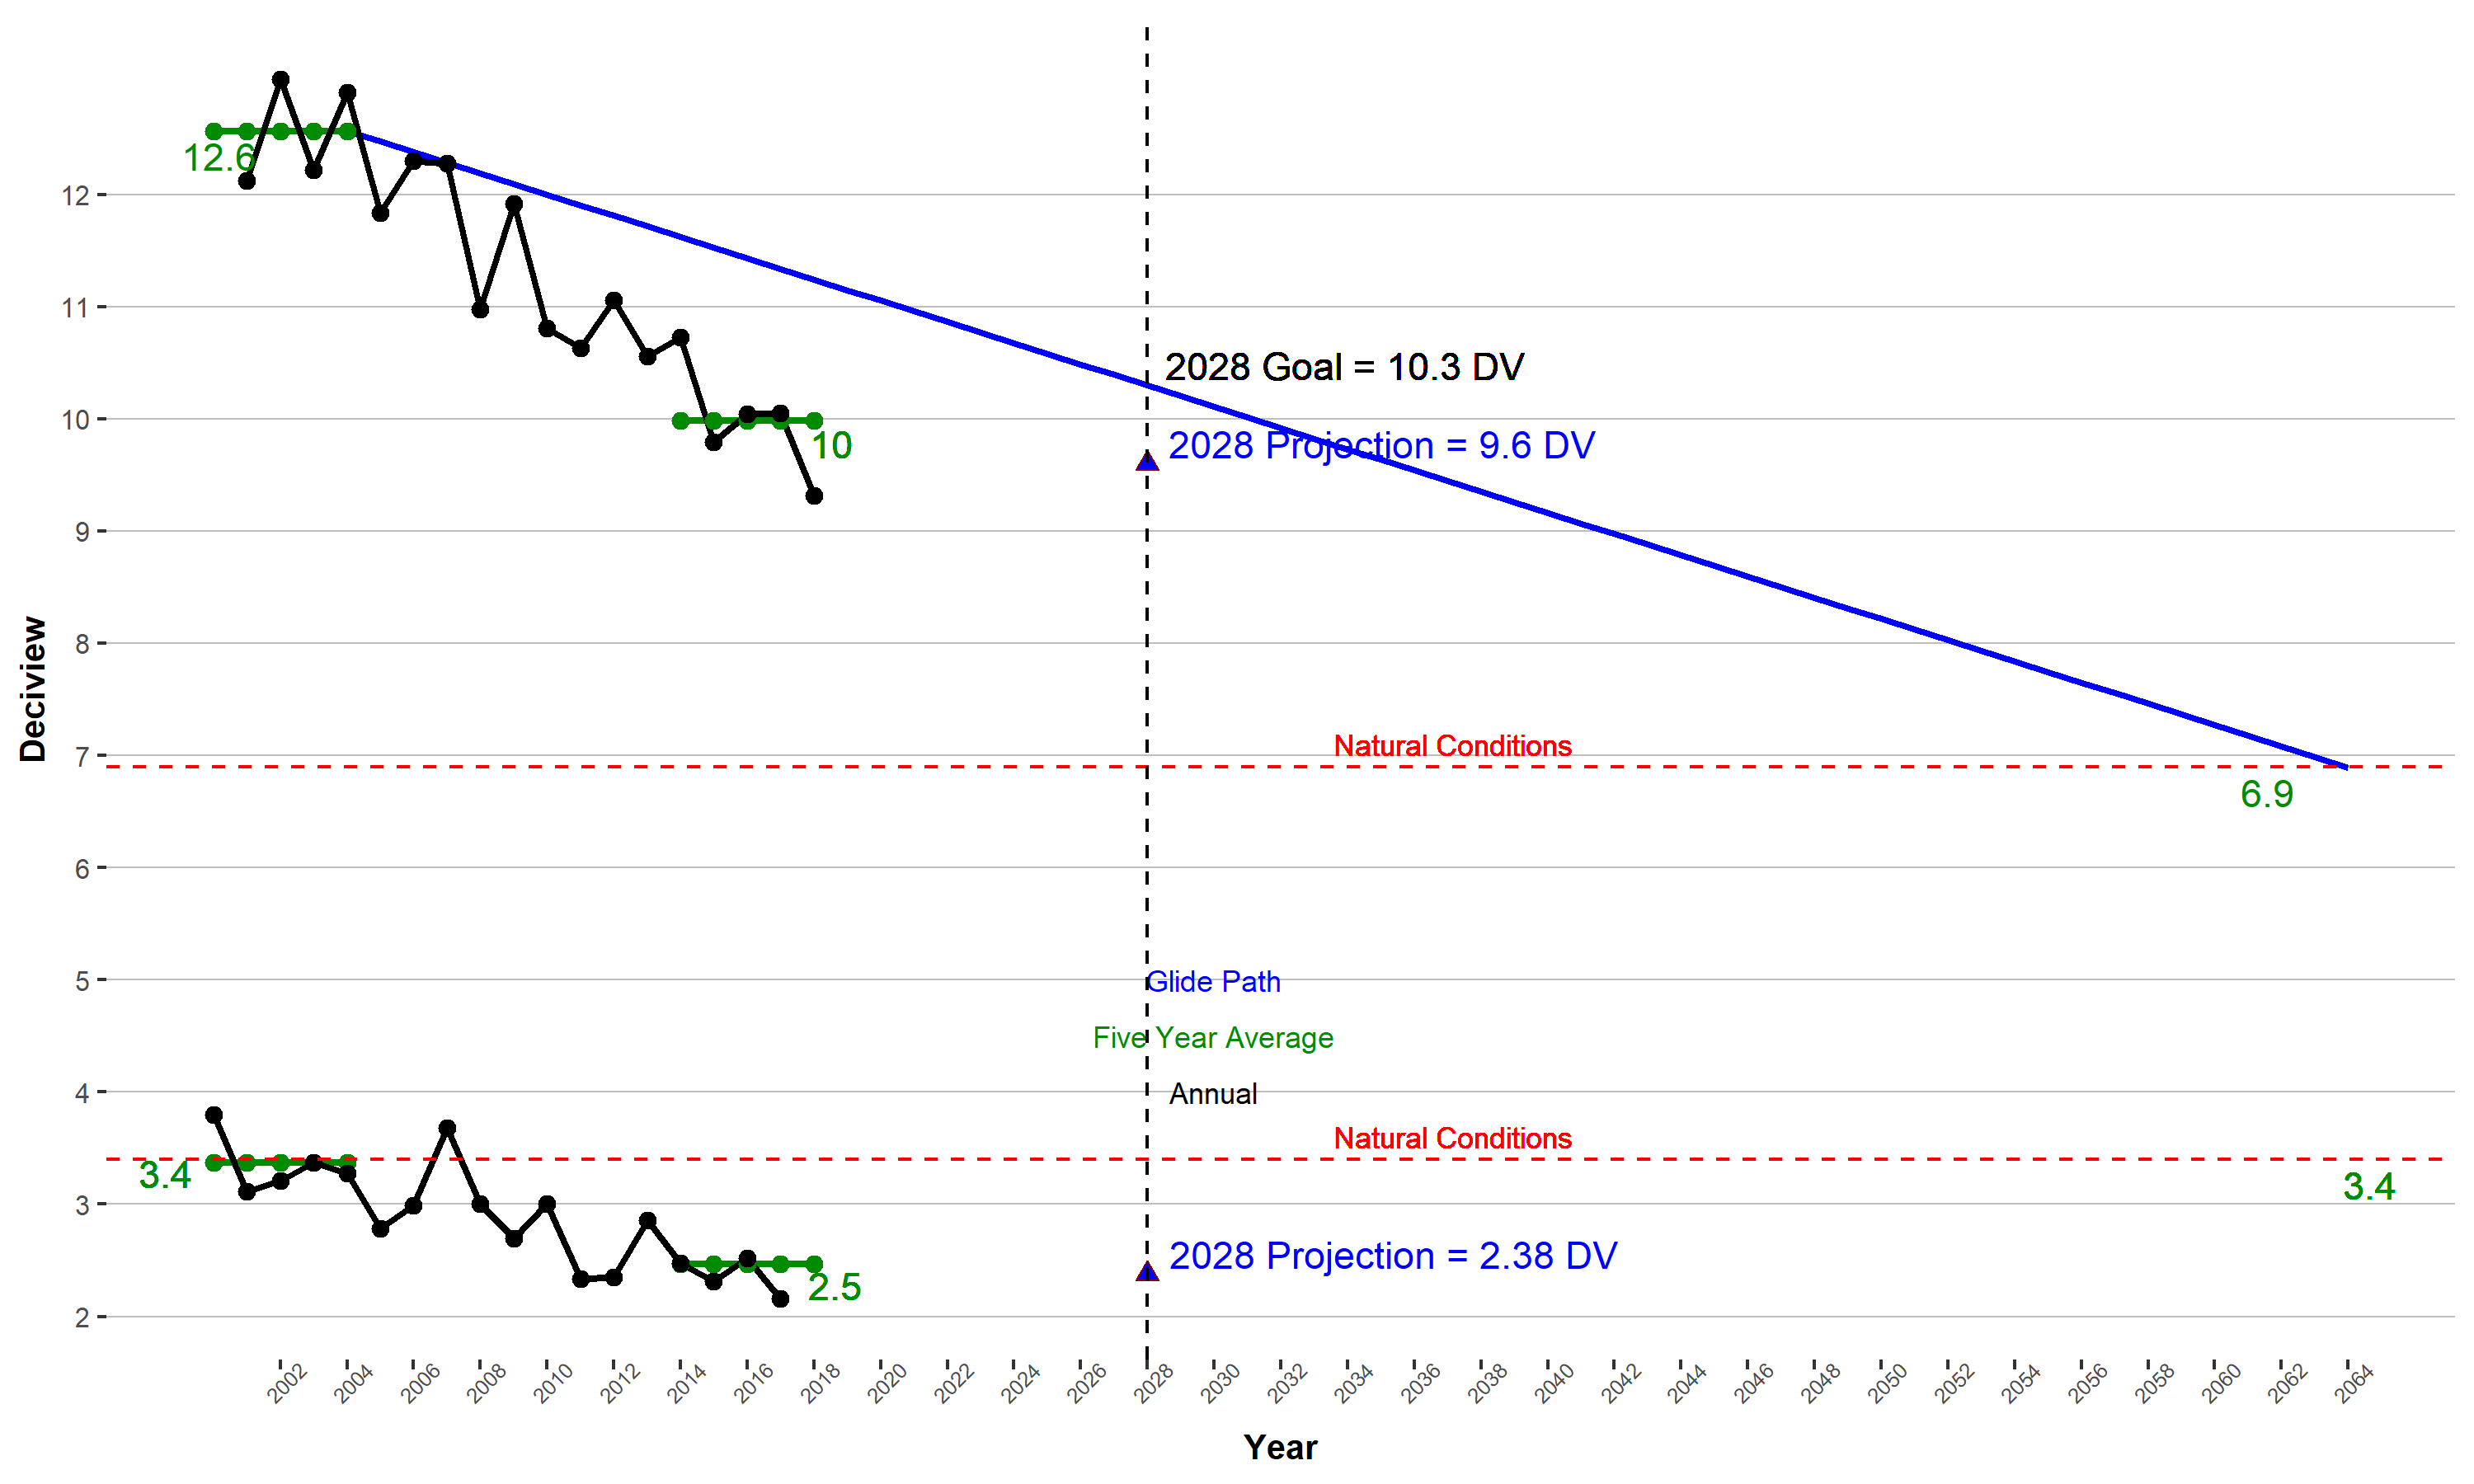 12.6
12
11
2028 Goal = 10.3 DV
10
10
2028 Projection = 9.6 DV
9
8
Deciview
Natural Conditions
7
6.9
6
5
Glide Path
Five Year Average
4
Annual
Natural Conditions
3.4
3.4
3
2028 Projection = 2.38 DV
2.5
2
2002 2004 2006 2008 2010 2012 2014 2016 2018 2020 2022 2024 2026 2028 2030 2032 2034 2036 2038 2040 2042 2044 2046 2048 2050 2052 2054 2056 2058 2060 2062 2064
Year